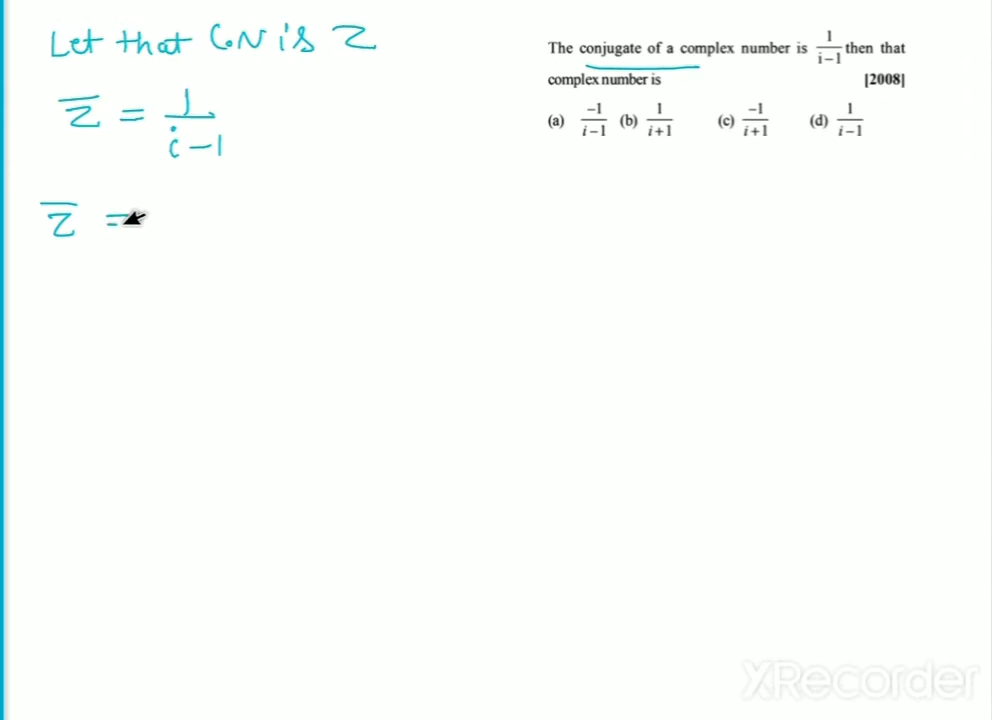 Let that C.N is Z
Z̅ = 1/(i-1)
Z̅ =
The conjugate of a complex number is 1/(i-1) then that
complex number is [2008]
(a) -1/(i-1) (b) 1/(i+1) (c) -1/(i+1) (d) 1/(i-1)
XRecorder